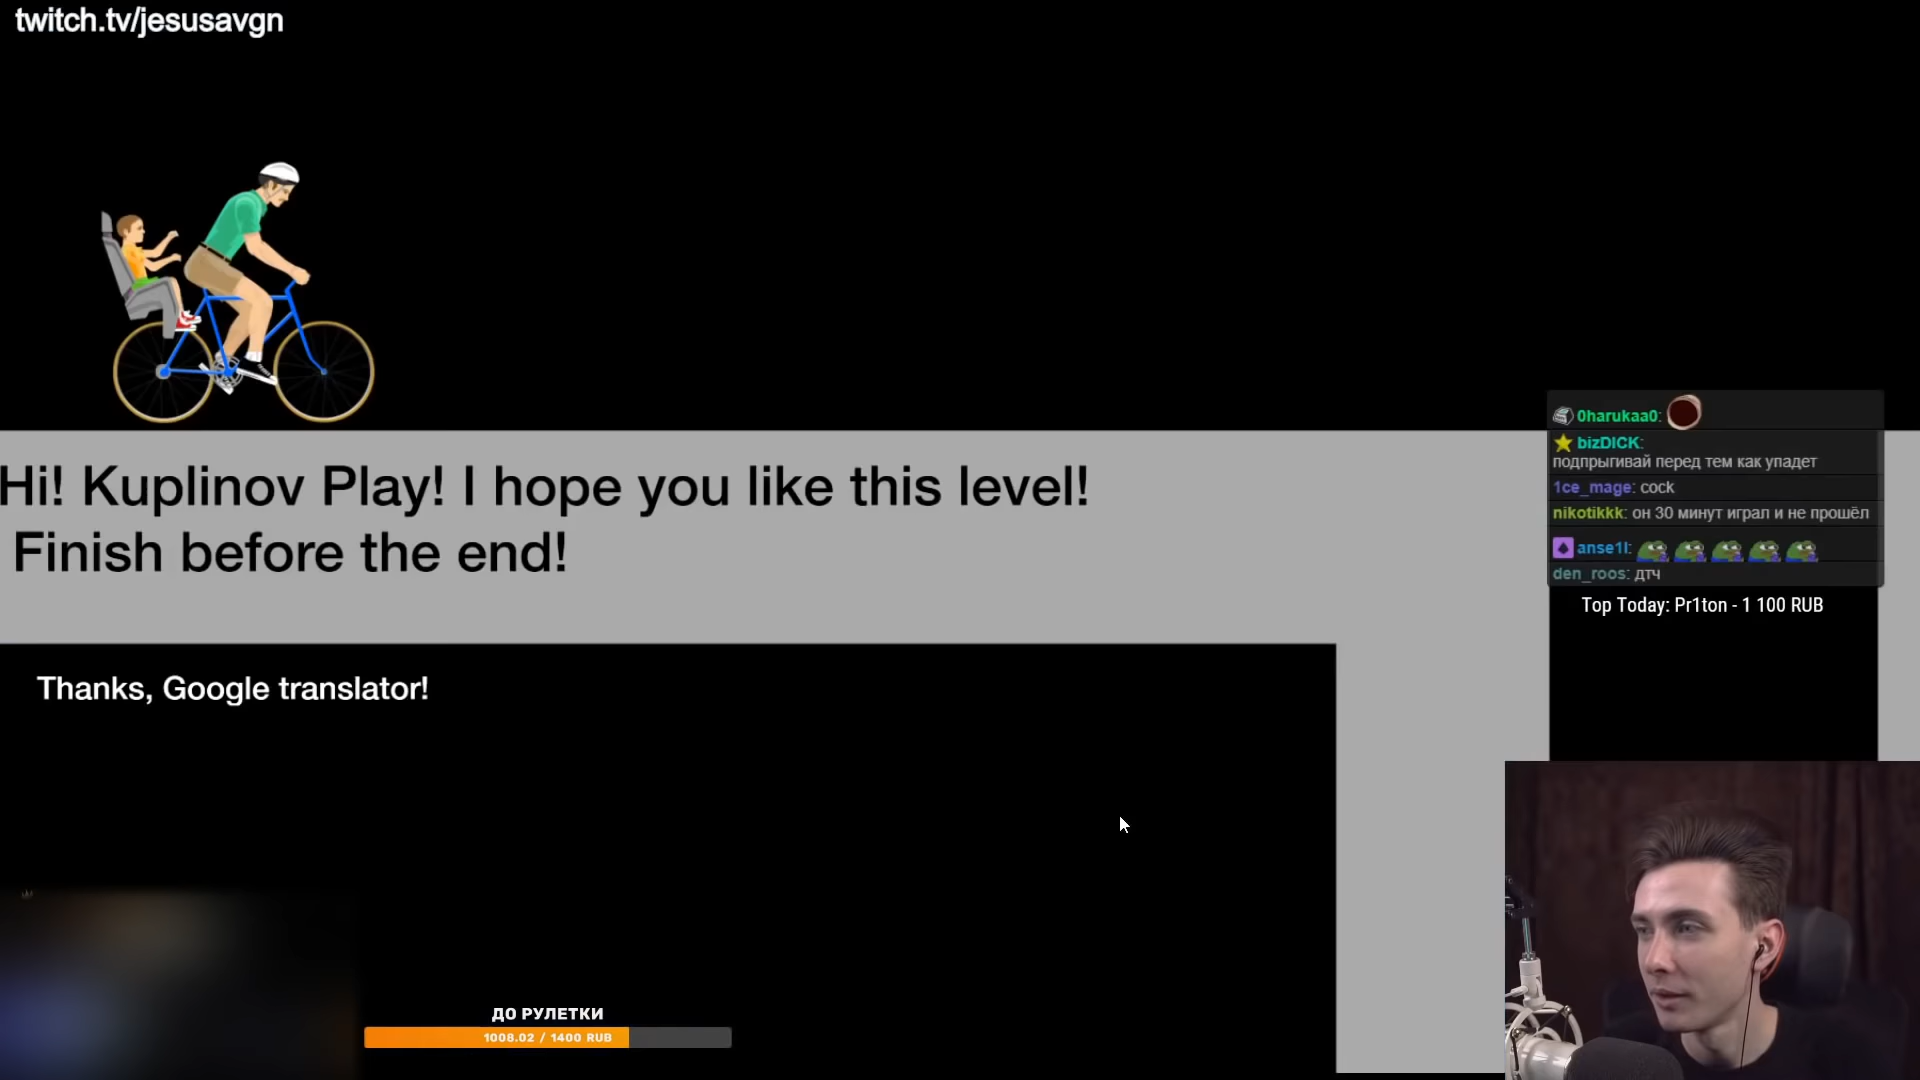 twitch.tv/jesusavgn
Hi! Kuplinov Play! I hope you like this level!
Finish before the end!
Thanks, Google translator!
0harukaa0:
bizDICK:
подпрыгивай перед тем как упадет
1ce_mage: cock
nikotikkk: он 30 минут играл и не прошёл
anse1l:
den_roos: дтч
Top Today: Pr1ton - 1 100 RUB
ДО РУЛЕТКИ
1008.02 / 1400 RUB